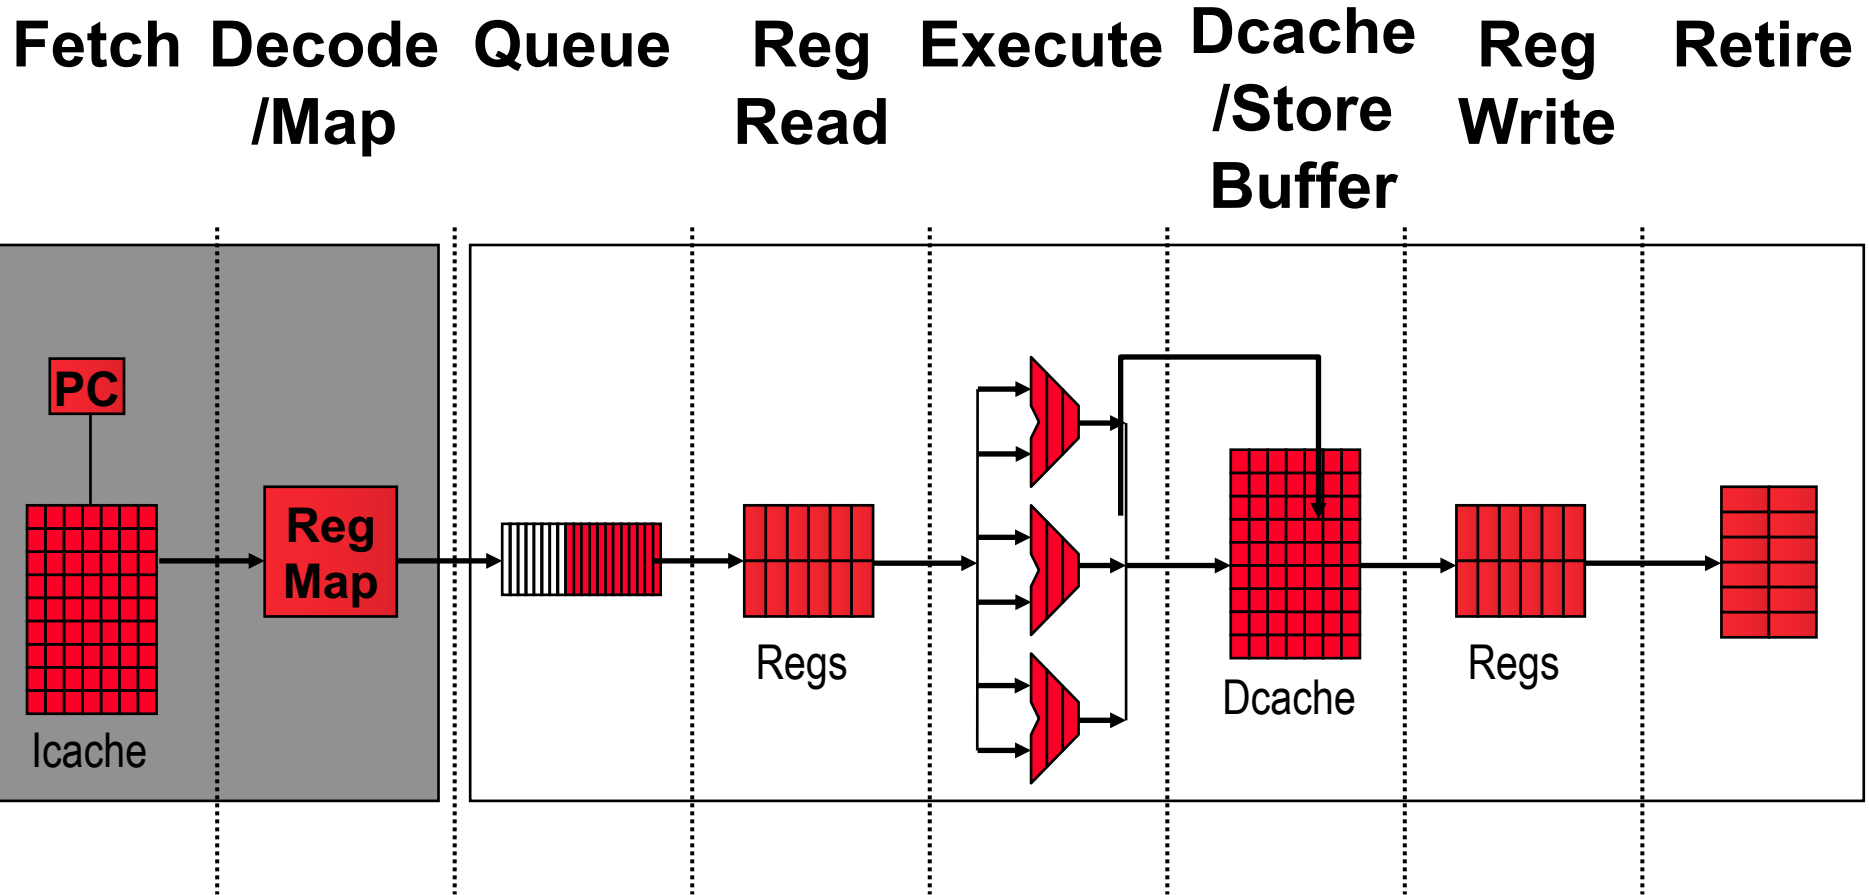 Fetch
Decode
/Map
Queue
Reg
Read
Execute
Dcache
/Store
Buffer
Reg
Write
Retire
PC
Icache
Reg
Map
Regs
Dcache
Regs